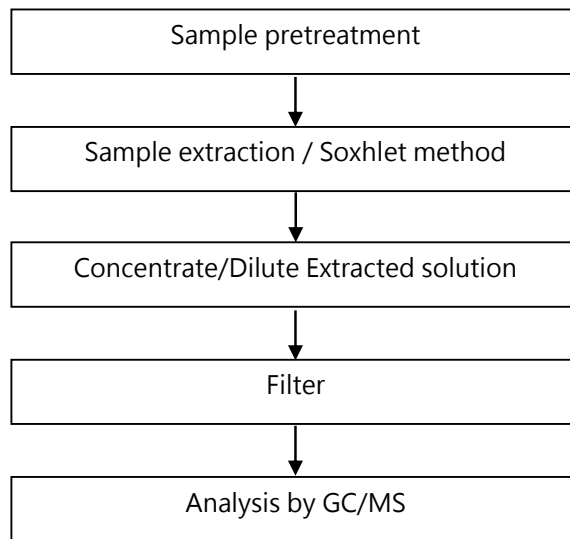 Sample pretreatment
Sample extraction / Soxhlet method
Concentrate/Dilute Extracted solution
Filter
Analysis by GC/MS